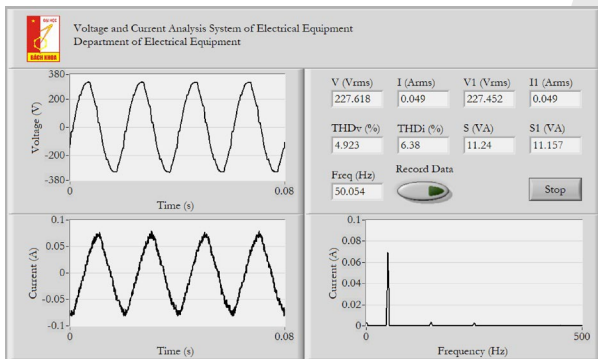 ĐẠI HỌC
BÁCH KHOA
Voltage and Current Analysis System of Electrical Equipment
Department of Electrical Equipment
380
200
0
-200
-380
Voltage (V)
0
0.08
Time (s)
V (Vrms) I (Arms) V1 (Vrms) I1 (Arms)
227.618 0.049 227.452 0.049
THDv (%) THDi (%) S (VA) S1 (VA)
4.923 6.38 11.24 11.157
Freq (Hz) Record Data
50.054 Stop
0.1
0.05
0
-0.05
-0.1
Current (A)
0
0.08
Time (s)
0.1
0.08
0.06
0.04
0.02
0
Current (A)
0
500
Frequency (Hz)